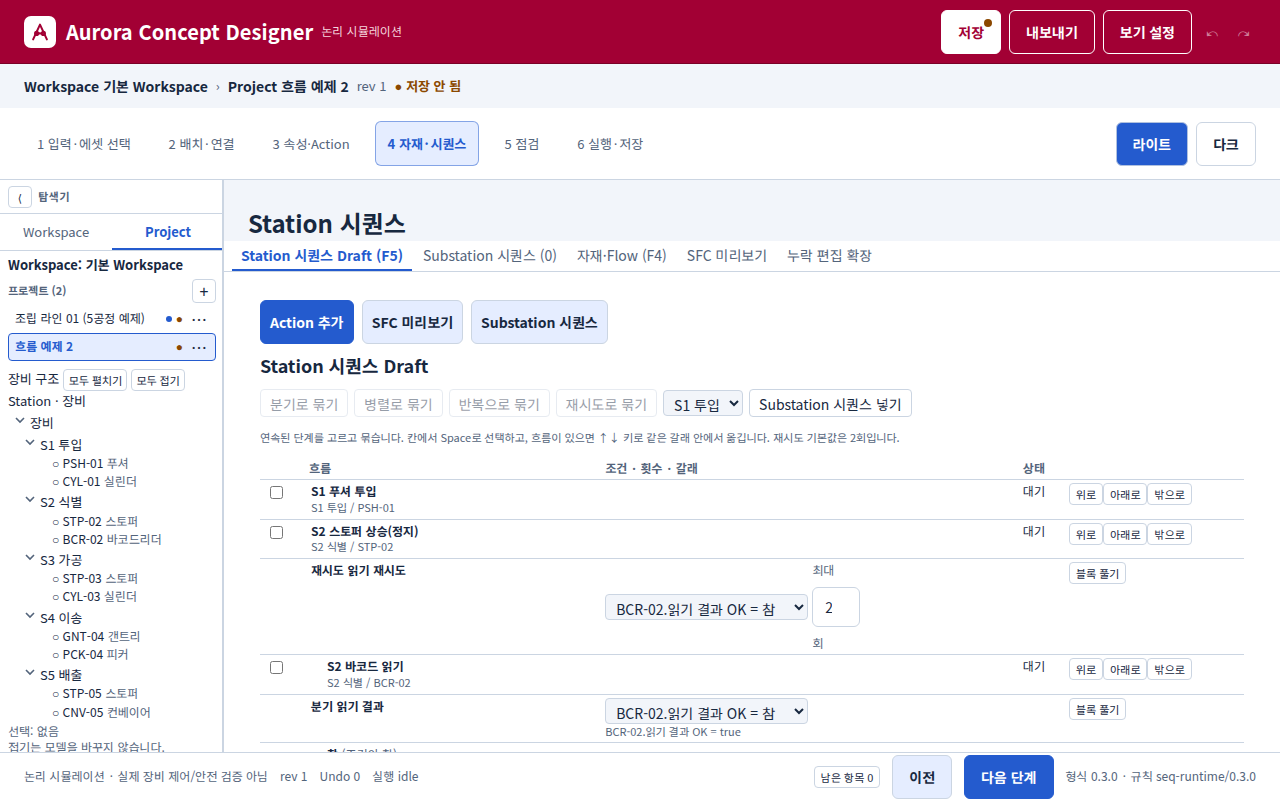 Aurora Concept Designer 논리 시뮬레이션 저장 내보내기 보기 설정
Workspace 기본 Workspace › Project 흐름 예제 2 rev 1 ● 저장 안 됨
1 입력·에셋 선택 2 배치·연결 3 속성·Action 4 자재·시퀀스 5 점검 6 실행·저장 라이트 다크
탐색기
Workspace Project
Workspace: 기본 Workspace
프로젝트 (2) +
조립 라인 01 (5공정 예제) ● ● ···
흐름 예제 2 ● ···
장비 구조 모두 펼치기 모두 접기
Station · 장비
장비
S1 투입
○ PSH-01 푸셔
○ CYL-01 실린더
S2 식별
○ STP-02 스토퍼
○ BCR-02 바코드리더
S3 가공
○ STP-03 스토퍼
○ CYL-03 실린더
S4 이송
○ GNT-04 갠트리
○ PCK-04 피커
S5 배출
○ STP-05 스토퍼
○ CNV-05 컨베이어
선택: 없음
접기는 모델을 바꾸지 않습니다.
Station 시퀀스
Station 시퀀스 Draft (F5) Substation 시퀀스 (0) 자재·Flow (F4) SFC 미리보기 누락 편집 확장
Action 추가 SFC 미리보기 Substation 시퀀스
Station 시퀀스 Draft
분기로 묶기 병렬로 묶기 반복으로 묶기 재시도로 묶기 S1 투입 Substation 시퀀스 넣기
연속된 단계를 고르고 묶습니다. 칸에서 Space로 선택하고, 흐름이 있으면 ↑↓ 키로 같은 갈래 안에서 옮깁니다. 재시도 기본값은 2회입니다.
흐름 조건 · 횟수 · 갈래 상태
S1 푸셔 투입 대기 위로 아래로 밖으로
S1 투입 / PSH-01
S2 스토퍼 상승(정지) 대기 위로 아래로 밖으로
S2 식별 / STP-02
재시도 읽기 재시도 최대 블록 풀기
BCR-02.읽기 결과 OK = 참 2
회
S2 바코드 읽기 대기 위로 아래로 밖으로
S2 식별 / BCR-02
분기 읽기 결과 BCR-02.읽기 결과 OK = 참 블록 풀기
BCR-02.읽기 결과 OK = true
논리 시뮬레이션 · 실제 장비 제어/안전 검증 아님 rev 1 Undo 0 실행 idle 남은 항목 0 이전 다음 단계 형식 0.3.0 · 규칙 seq-runtime/0.3.0